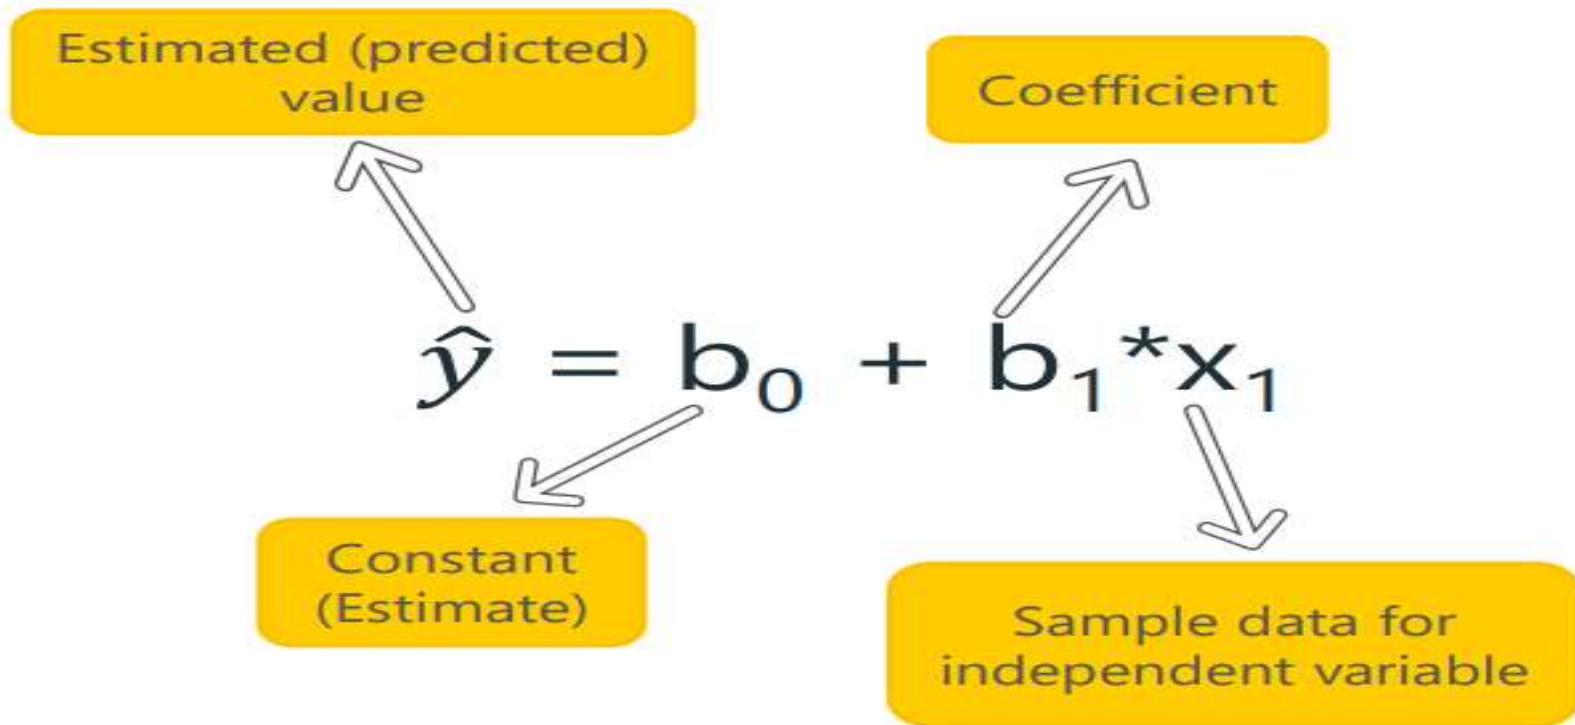 Estimated (predicted)
value
Coefficient
ŷ = b₀ + b₁*x₁
Constant
(Estimate)
Sample data for
independent variable